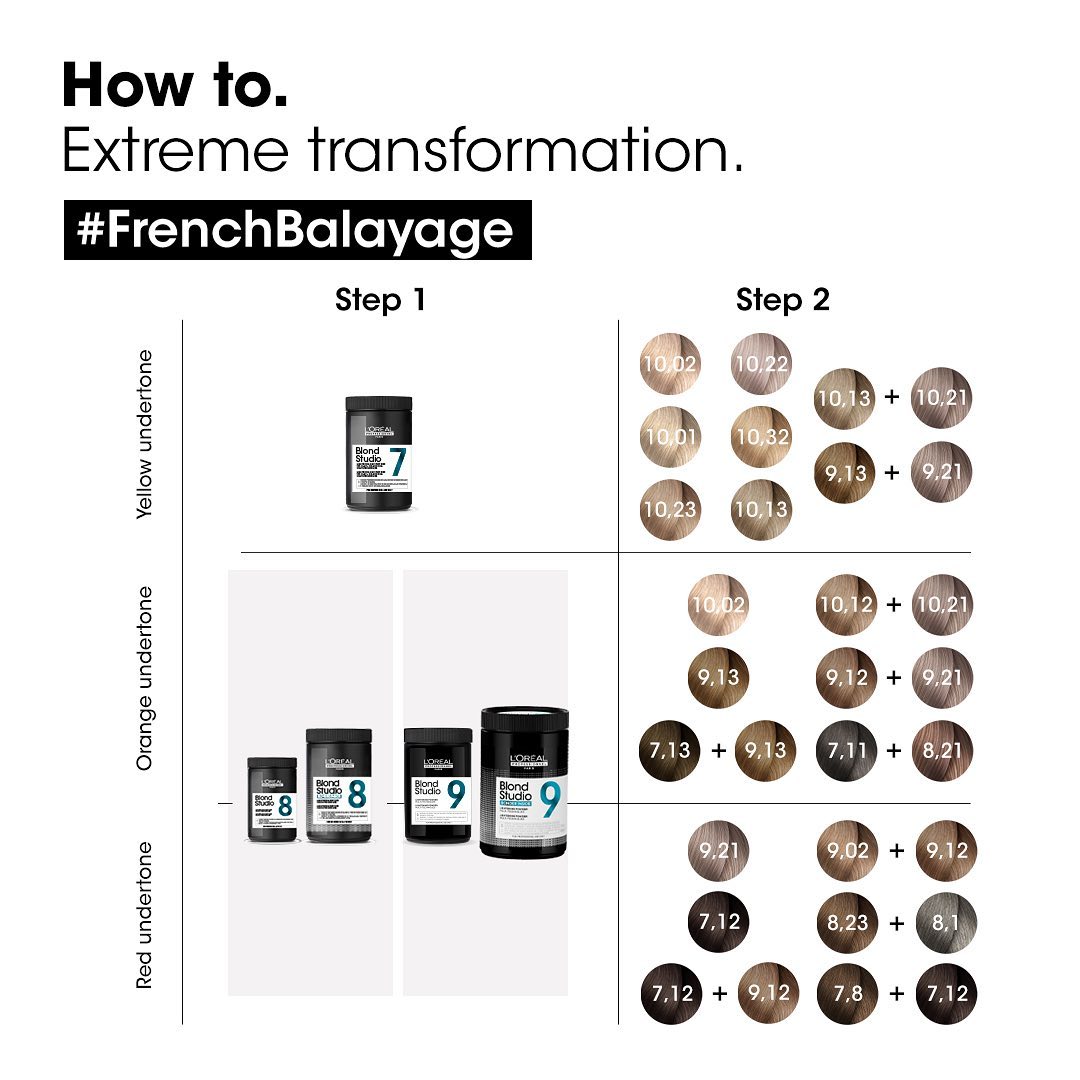 How to.
Extreme transformation.
#FrenchBalayage
Step 1
Step 2
Yellow undertone
L'ORÉAL
PROFESSIONNEL
PARIS
Blond
Studio
7
10,02
10,22
10,13 + 10,21
10,01
10,32
9,13 + 9,21
10,23
10,13
Orange undertone
10,02
10,12 + 10,21
9,13
9,12 + 9,21
7,13 + 9,13
7,11 + 8,21
L'ORÉAL
Blond
Studio
8
L'ORÉAL
PROFESSIONNEL
PARIS
Blond
Studio
8
L'ORÉAL
PROFESSIONNEL
PARIS
Blond
Studio
9
L'ORÉAL
PROFESSIONNEL
PARIS
Blond
Studio
9
Red undertone
9,21
9,02 + 9,12
7,12
8,23 + 8,1
7,12 + 9,12
7,8 + 7,12